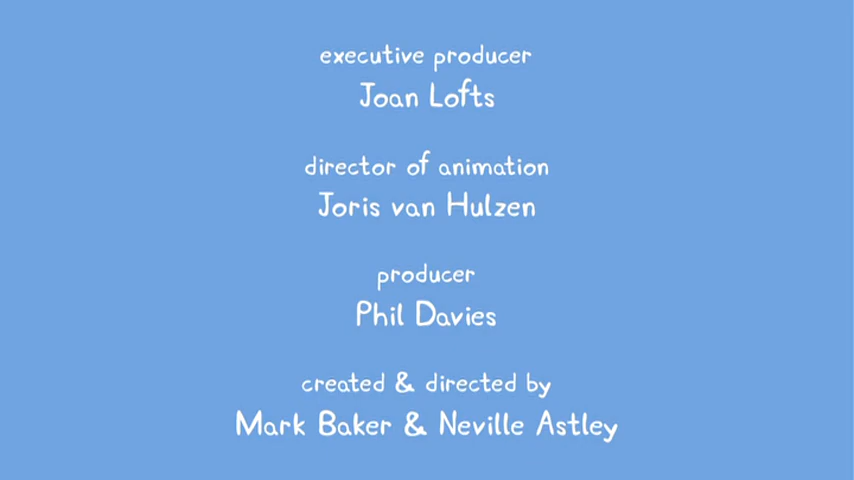 executive producer
Joan Lofts
director of animation
Joris van Hulzen
producer
Phil Davies
created & directed by
Mark Baker & Neville Astley